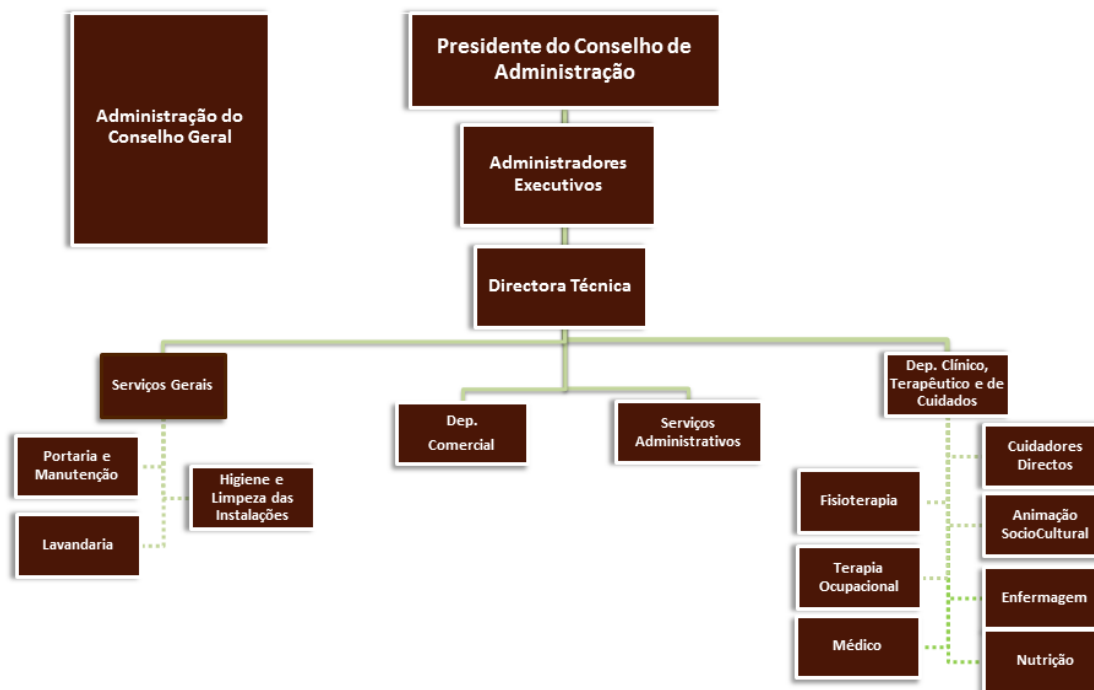 Presidente do Conselho de
Administração
Administração do
Conselho Geral
Administradores
Executivos
Directora Técnica
Serviços Gerais
Dep. Clínico,
Terapêutico e de
Cuidados
Dep.
Comercial
Serviços
Administrativos
Portaria e
Manutenção
Higiene e
Limpeza das
Instalações
Lavandaria
Cuidadores
Directos
Fisioterapia
Animação
SocioCultural
Terapia
Ocupacional
Enfermagem
Médico
Nutrição